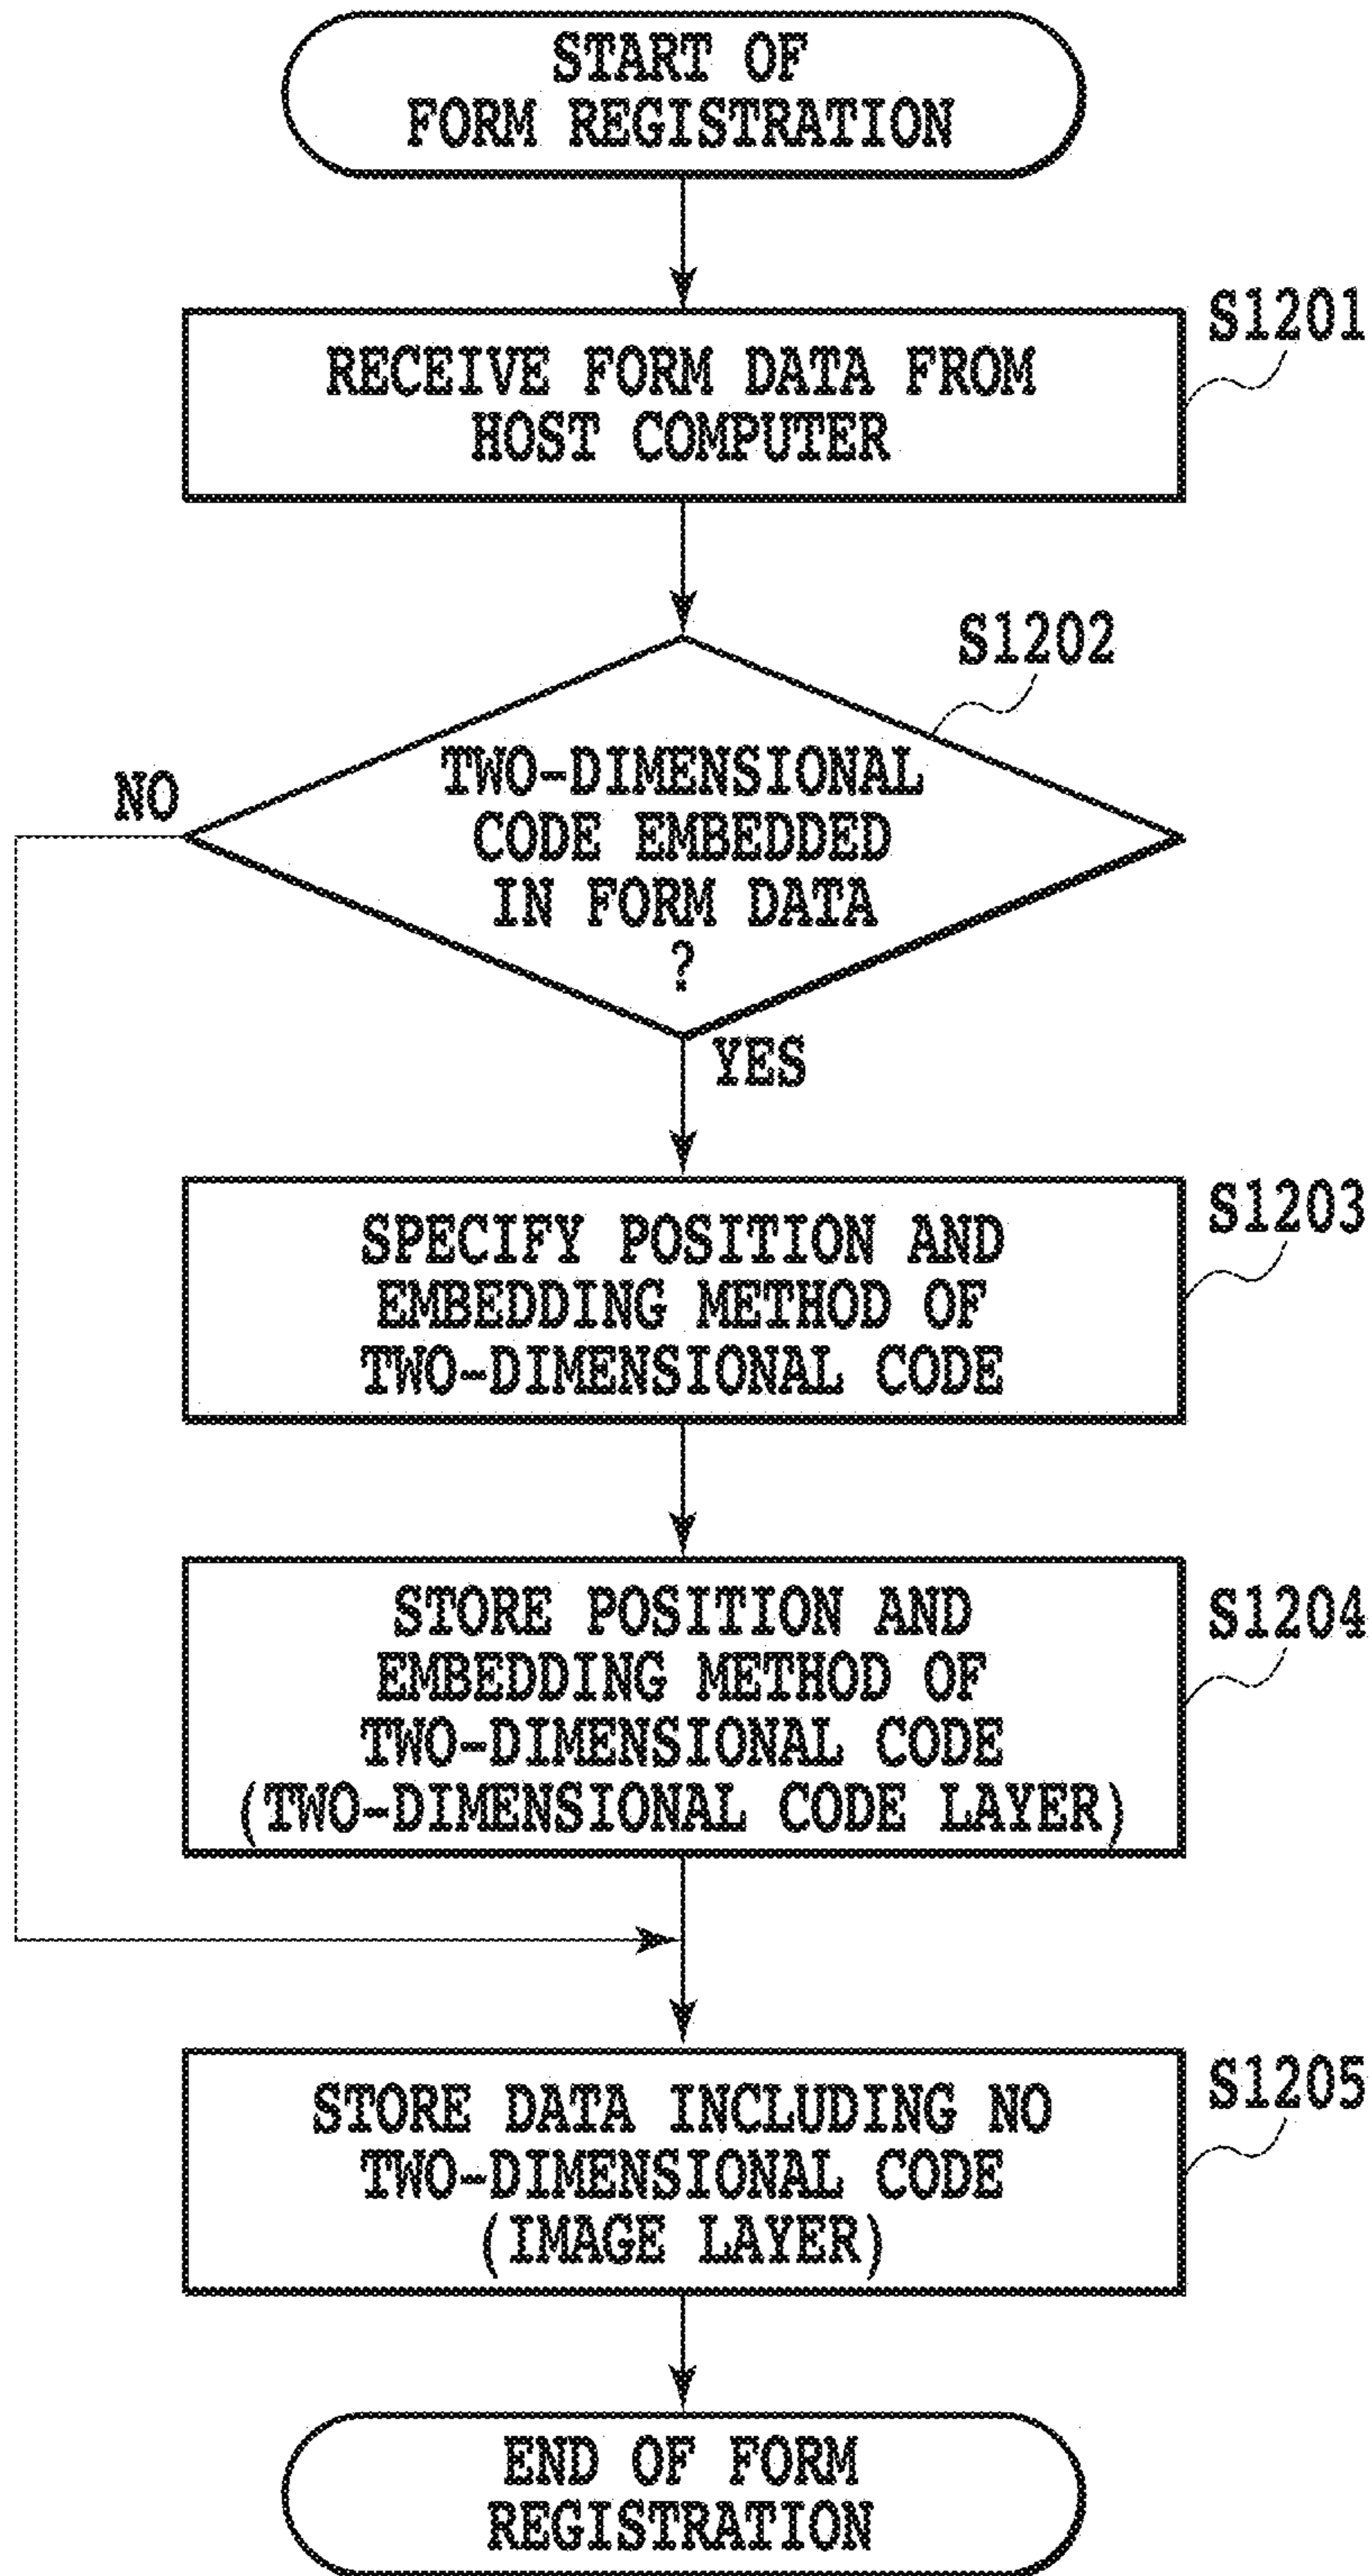 START OF
FORM REGISTRATION
S1201
RECEIVE FORM DATA FROM
HOST COMPUTER
S1202
NO
TWO-DIMENSIONAL
CODE EMBEDDED
IN FORM DATA
?
YES
S1203
SPECIFY POSITION AND
EMBEDDING METHOD OF
TWO-DIMENSIONAL CODE
S1204
STORE POSITION AND
EMBEDDING METHOD OF
TWO-DIMENSIONAL CODE
(TWO-DIMENSIONAL CODE LAYER)
S1205
STORE DATA INCLUDING NO
TWO-DIMENSIONAL CODE
(IMAGE LAYER)
END OF FORM
REGISTRATION